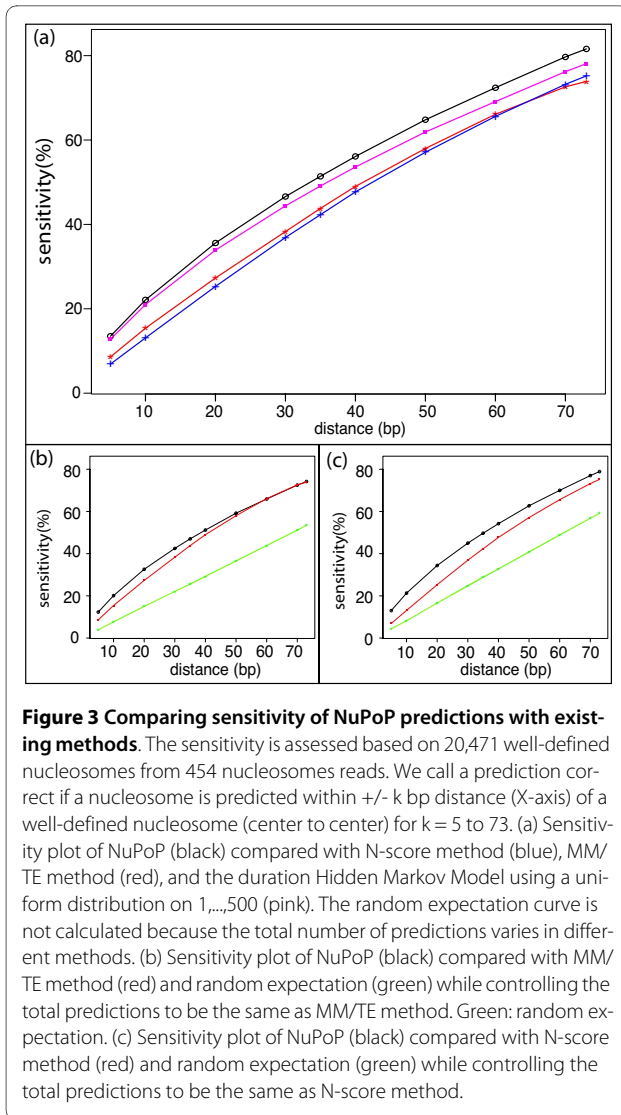 (a)
80
60
40
20
0
sensitivity(%)
10 20 30 40 50 60 70
distance (bp)
(b)
80
60
40
20
0
sensitivity(%)
10 20 30 40 50 60 70
distance (bp)
(c)
80
60
40
20
0
sensitivity(%)
10 20 30 40 50 60 70
distance (bp)
Figure 3 Comparing sensitivity of NuPoP predictions with exist-
ing methods. The sensitivity is assessed based on 20,471 well-defined
nucleosomes from 454 nucleosomes reads. We call a prediction cor-
rect if a nucleosome is predicted within +/- k bp distance (X-axis) of a
well-defined nucleosome (center to center) for k = 5 to 73. (a) Sensitiv-
ity plot of NuPoP (black) compared with N-score method (blue), MM/
TE method (red), and the duration Hidden Markov Model using a uni-
form distribution on 1,...,500 (pink). The random expectation curve is
not calculated because the total number of predictions varies in differ-
ent methods. (b) Sensitivity plot of NuPoP (black) compared with MM/
TE method (red) and random expectation (green) while controlling the
total predictions to be the same as MM/TE method. Green: random ex-
pectation. (c) Sensitivity plot of NuPoP (black) compared with N-score
method (red) and random expectation (green) while controlling the
total predictions to be the same as N-score method.